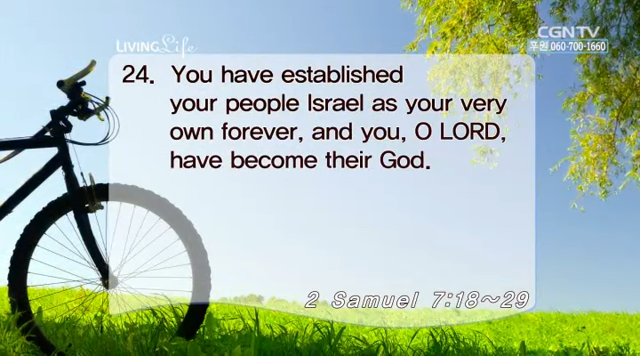 LIVING Life
CGNTV
후원 060-700-1660
24. You have established
your people Israel as your very
own forever, and you, O LORD,
have become their God.
2 Samuel 7:18~29